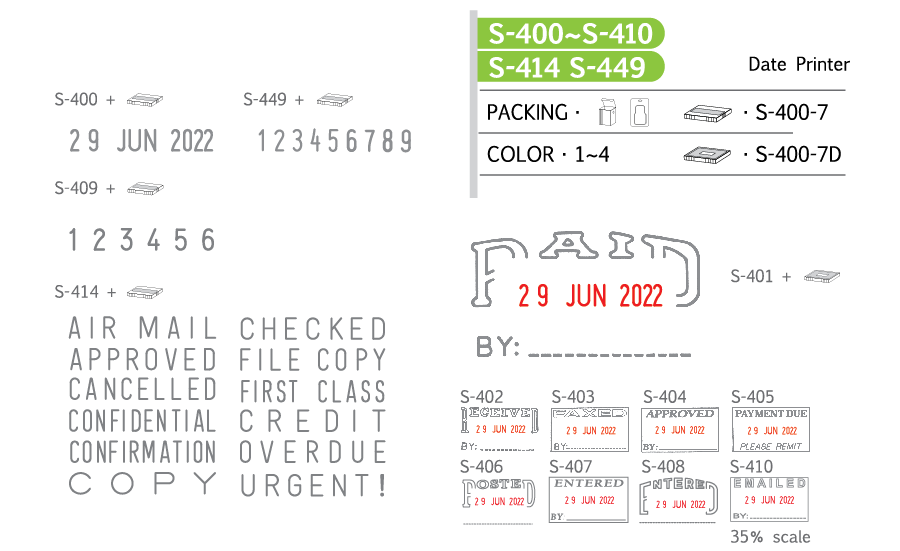 S-400~S-410
S-414 S-449
Date Printer
PACKING · · S-400-7
COLOR · 1~4 · S-400-7D
S-400 +
29 JUN 2022
S-449 +
123456789
S-409 +
123456
S-414 +
AIR MAIL
APPROVED
CANCELLED
CONFIDENTIAL
CONFIRMATION
COPY
CHECKED
FILE COPY
FIRST CLASS
CREDIT
OVERDUE
URGENT!
PAID
29 JUN 2022
BY:
S-401 +
S-402
RECEIVED
29 JUN 2022
BY:
S-403
FAXED
29 JUN 2022
BY:
S-404
APPROVED
29 JUN 2022
BY:
S-405
PAYMENT DUE
29 JUN 2022
PLEASE REMIT
S-406
POSTED
29 JUN 2022
S-407
ENTERED
29 JUN 2022
BY
S-408
ENTERED
29 JUN 2022
S-410
EMAILED
29 JUN 2022
BY:
35% scale